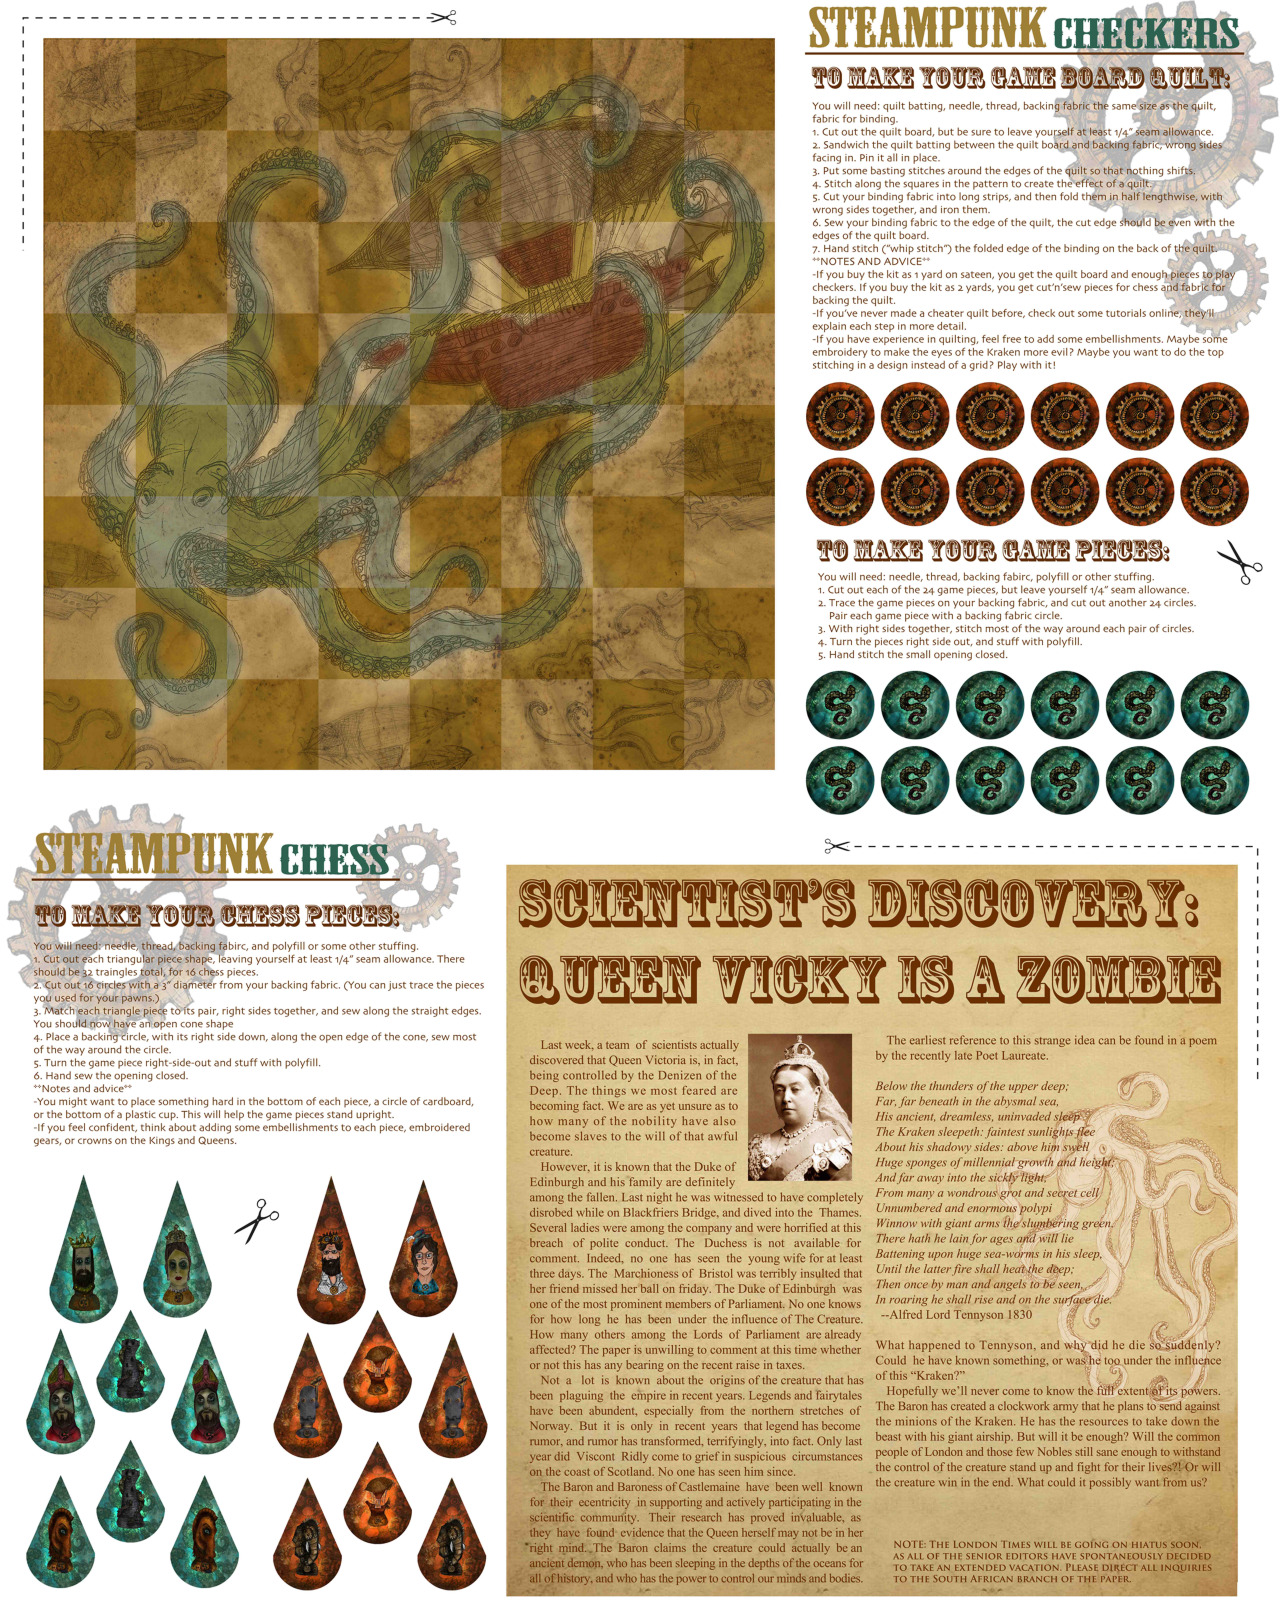 STEAMPUNK CHECKERS
TO MAKE YOUR GAME BOARD QUILT:
You will need: quilt batting, needle, thread, backing fabric the same size as the quilt,
fabric for binding.
1. Cut out the quilt board, but be sure to leave yourself at least 1/4" seam allowance.
2. Sandwich the quilt batting between the quilt board and backing fabric, wrong sides
facing in. Pin it all in place.
3. Put some basting stitches around the edges of the quilt so that nothing shifts.
4. Stitch along the squares in the pattern to create the effect of a quilt.
5. Cut your binding fabric into long strips, and then fold them in half lengthwise, with
wrong sides together, and iron them.
6. Sew your binding fabric to the edge of the quilt, the cut edge should be even with the
edges of the quilt board.
7. Hand stitch ("whip stitch") the folded edge of the binding on the back of the quilt.
**NOTES AND ADVICE**
-If you buy the kit as 1 yard on sateen, you get the quilt board and enough pieces to play
checkers. If you buy the kit as 2 yards, you get cut'n'sew pieces for chess and fabric for
backing the quilt.
-If you've never made a cheater quilt before, check out some tutorials online, they'll
explain each step in more detail.
-If you have experience in quilting, feel free to add some embellishments. Maybe some
embroidery to make the eyes of the Kraken more evil? Maybe you want to do the top
stitching in a design instead of a grid? Play with it!
TO MAKE YOUR GAME PIECES:
You will need: needle, thread, backing fabirc, polyfill or other stuffing.
1. Cut out each of the 24 game pieces, but leave yourself 1/4" seam allowance.
2. Trace the game pieces on your backing fabric, and cut out another 24 circles.
Pair each game piece with a backing fabric circle.
3. With right sides together, stitch most of the way around each pair of circles.
4. Turn the pieces right side out, and stuff with polyfill.
5. Hand stitch the small opening closed.
STEAMPUNK CHESS
TO MAKE YOUR CHESS PIECES:
You will need: needle, thread, backing fabirc, and polyfill or some other stuffing.
1. Cut out each triangular piece shape, leaving yourself at least 1/4" seam allowance. There
should be 32 traingles total, for 16 chess pieces.
2. Cut out 16 circles with a 3" diameter from your backing fabric. (You can just trace the pieces
you used for your pawns.)
3. Match each triangle piece to its pair, right sides together, and sew along the straight edges.
You should now have an open cone shape
4. Place a backing circle, with its right side down, along the open edge of the cone, sew most
of the way around the circle.
5. Turn the game piece right-side-out and stuff with polyfill.
6. Hand sew the opening closed.
**Notes and advice**
-You might want to place something hard in the bottom of each piece, a circle of cardboard,
or the bottom of a plastic cup. This will help the game pieces stand upright.
-If you feel confident, think about adding some embellishments to each piece, embroidered
gears, or crowns on the Kings and Queens.
SCIENTIST'S DISCOVERY:
QUEEN VICKY IS A ZOMBIE
Last week, a team of scientists actually
discovered that Queen Victoria is, in fact,
being controlled by the Denizen of the
Deep. The things we most feared are
becoming fact. We are as yet unsure as to
how many of the nobility have also
become slaves to the will of that awful
creature.
However, it is known that the Duke of
Edinburgh and his family are definitely
among the fallen. Last night he was witnessed to have completely
disrobed while on Blackfriers Bridge, and dived into the Thames.
Several ladies were among the company and were horrified at this
breach of polite conduct. The Duchess is not available for
comment. Indeed, no one has seen the young wife for at least
three days. The Marchioness of Bristol was terribly insulted that
her friend missed her ball on friday. The Duke of Edinburgh was
one of the most prominent members of Parliament. No one knows
for how long he has been under the influence of The Creature.
How many others among the Lords of Parliament are already
affected? The paper is unwilling to comment at this time whether
or not this has any bearing on the recent raise in taxes.
Not a lot is known about the origins of the creature that has
been plaguing the empire in recent years. Legends and fairytales
have been abundent, especially from the northern stretches of
Norway. But it is only in recent years that legend has become
rumor, and rumor has transformed, terrifyingly, into fact. Only last
year did Viscont Ridly come to grief in suspicious circumstances
on the coast of Scotland. No one has seen him since.
The Baron and Baroness of Castlemaine have been well known
for their ecentricity in supporting and actively participating in the
scientific community. Their research has proved invaluable, as
they have found evidence that the Queen herself may not be in her
right mind. The Baron claims the creature could actually be an
ancient demon, who has been sleeping in the depths of the oceans for
all of history, and who has the power to control our minds and bodies.
The earliest reference to this strange idea can be found in a poem
by the recently late Poet Laureate.
Below the thunders of the upper deep;
Far, far beneath in the abysmal sea,
His ancient, dreamless, uninvaded sleep
The Kraken sleepeth: faintest sunlights flee
About his shadowy sides: above him swell
Huge sponges of millennial growth and height;
And far away into the sickly light,
From many a wondrous grot and secret cell
Unnumbered and enormous polypi
Winnow with giant arms the slumbering green.
There hath he lain for ages and will lie
Battening upon huge sea-worms in his sleep,
Until the latter fire shall heat the deep;
Then once by man and angels to be seen,
In roaring he shall rise and on the surface die.
--Alfred Lord Tennyson 1830
What happened to Tennyson, and why did he die so suddenly?
Could he have known something, or was he too under the influence
of this "Kraken?"
Hopefully we'll never come to know the full extent of its powers.
The Baron has created a clockwork army that he plans to send against
the minions of the Kraken. He has the resources to take down the
beast with his giant airship. But will it be enough? Will the common
people of London and those few Nobles still sane enough to withstand
the control of the creature stand up and fight for their lives?! Or will
the creature win in the end. What could it possibly want from us?
NOTE: THE LONDON TIMES WILL BE GOING ON HIATUS SOON,
AS ALL OF THE SENIOR EDITORS HAVE SPONTANEOUSLY DECIDED
TO TAKE AN EXTENDED VACATION. PLEASE DIRECT ALL INQUIRIES
TO THE SOUTH AFRICAN BRANCH OF THE PAPER.